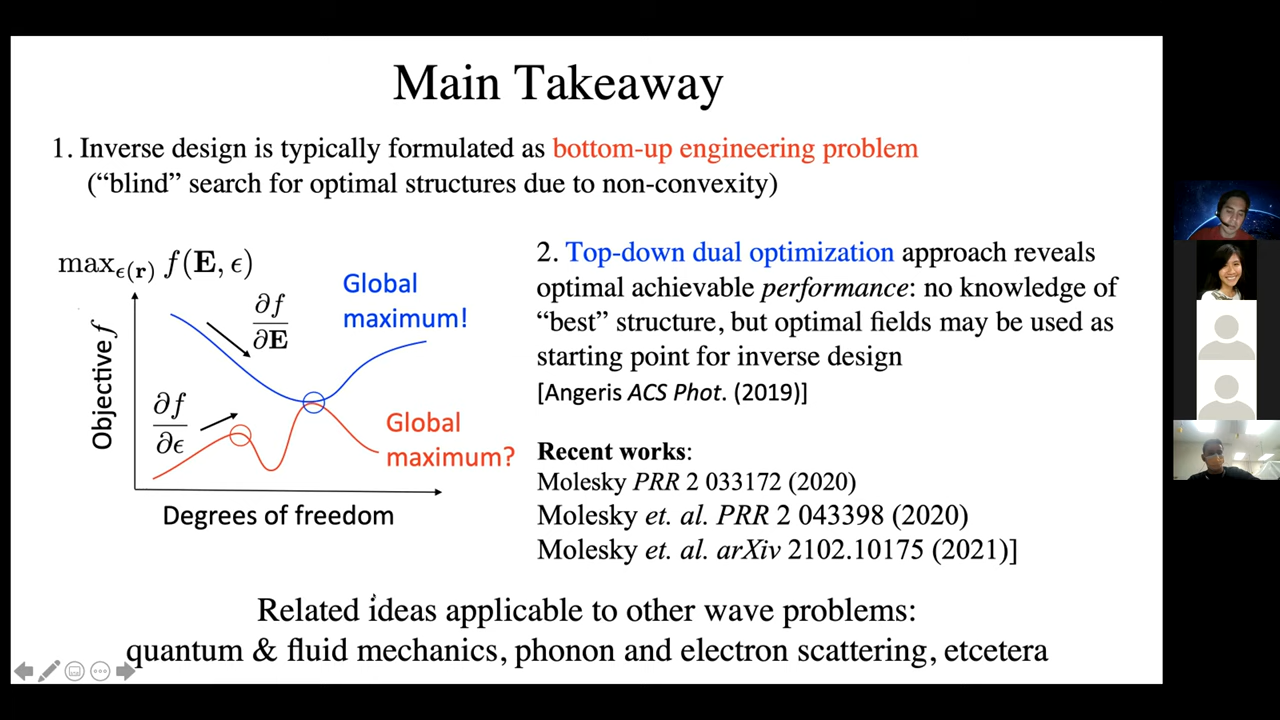 Main Takeaway
1. Inverse design is typically formulated as bottom-up engineering problem
(“blind” search for optimal structures due to non-convexity)
max_ϵ(r) f(E, ϵ)
Objective f
∂f
∂E
∂f
∂ϵ
Global
maximum!
Global
maximum?
Degrees of freedom
2. Top-down dual optimization approach reveals
optimal achievable performance: no knowledge of
“best” structure, but optimal fields may be used as
starting point for inverse design
[Angeris ACS Phot. (2019)]
Recent works:
Molesky PRR 2 033172 (2020)
Molesky et. al. PRR 2 043398 (2020)
Molesky et. al. arXiv 2102.10175 (2021)]
Related ideas applicable to other wave problems:
quantum & fluid mechanics, phonon and electron scattering, etcetera